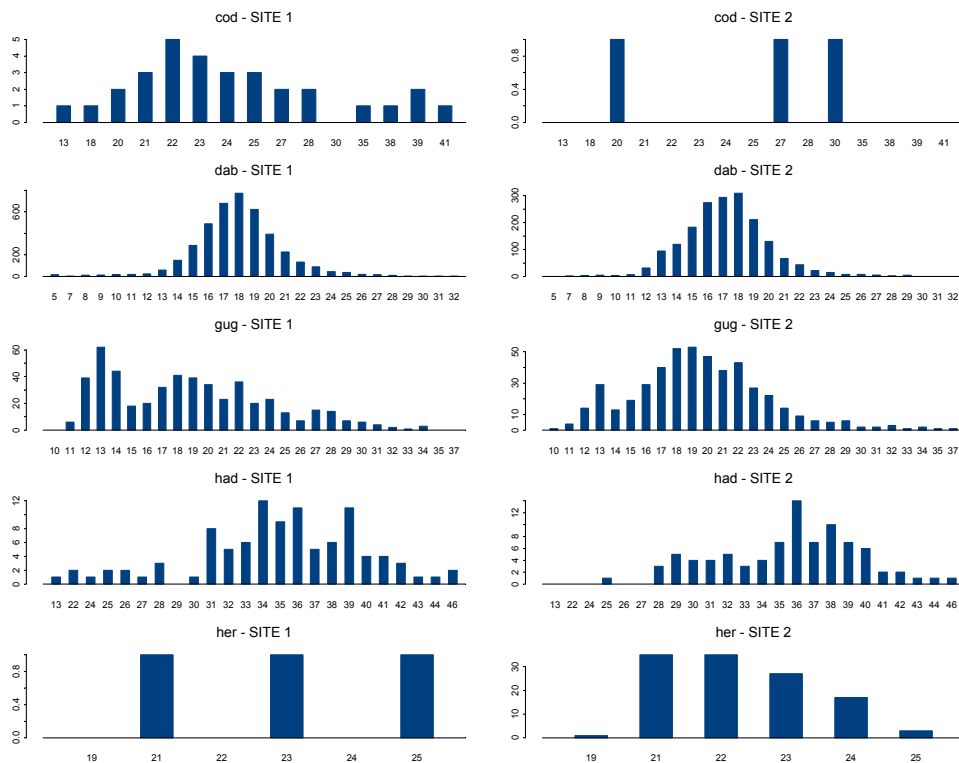 cod - SITE 1
0 1 2 3 4 5
13 18 20 21 22 23 24 25 27 28 30 35 38 39 41
cod - SITE 2
0.0 0.4 0.8
13 18 20 21 22 23 24 25 27 28 30 35 38 39 41
dab - SITE 1
0 200 600
5 7 8 9 10 11 12 13 14 15 16 17 18 19 20 21 22 23 24 25 26 27 28 29 30 31 32
dab - SITE 2
0 100 200 300
5 7 8 9 10 11 12 13 14 15 16 17 18 19 20 21 22 23 24 25 26 27 28 29 30 31 32
gug - SITE 1
0 20 40 60
10 11 12 13 14 15 16 17 18 19 20 21 22 23 24 25 26 27 28 29 30 31 32 33 34 35 37
gug - SITE 2
0 10 30 50
10 11 12 13 14 15 16 17 18 19 20 21 22 23 24 25 26 27 28 29 30 31 32 33 34 35 37
had - SITE 1
0 2 4 6 8 12
13 22 24 25 26 27 28 29 30 31 32 33 34 35 36 37 38 39 40 41 42 43 44 46
had - SITE 2
0 2 4 6 8 12
13 22 24 25 26 27 28 29 30 31 32 33 34 35 36 37 38 39 40 41 42 43 44 46
her - SITE 1
0.0 0.4 0.8
19 21 22 23 24 25
her - SITE 2
0 10 20 30
19 21 22 23 24 25